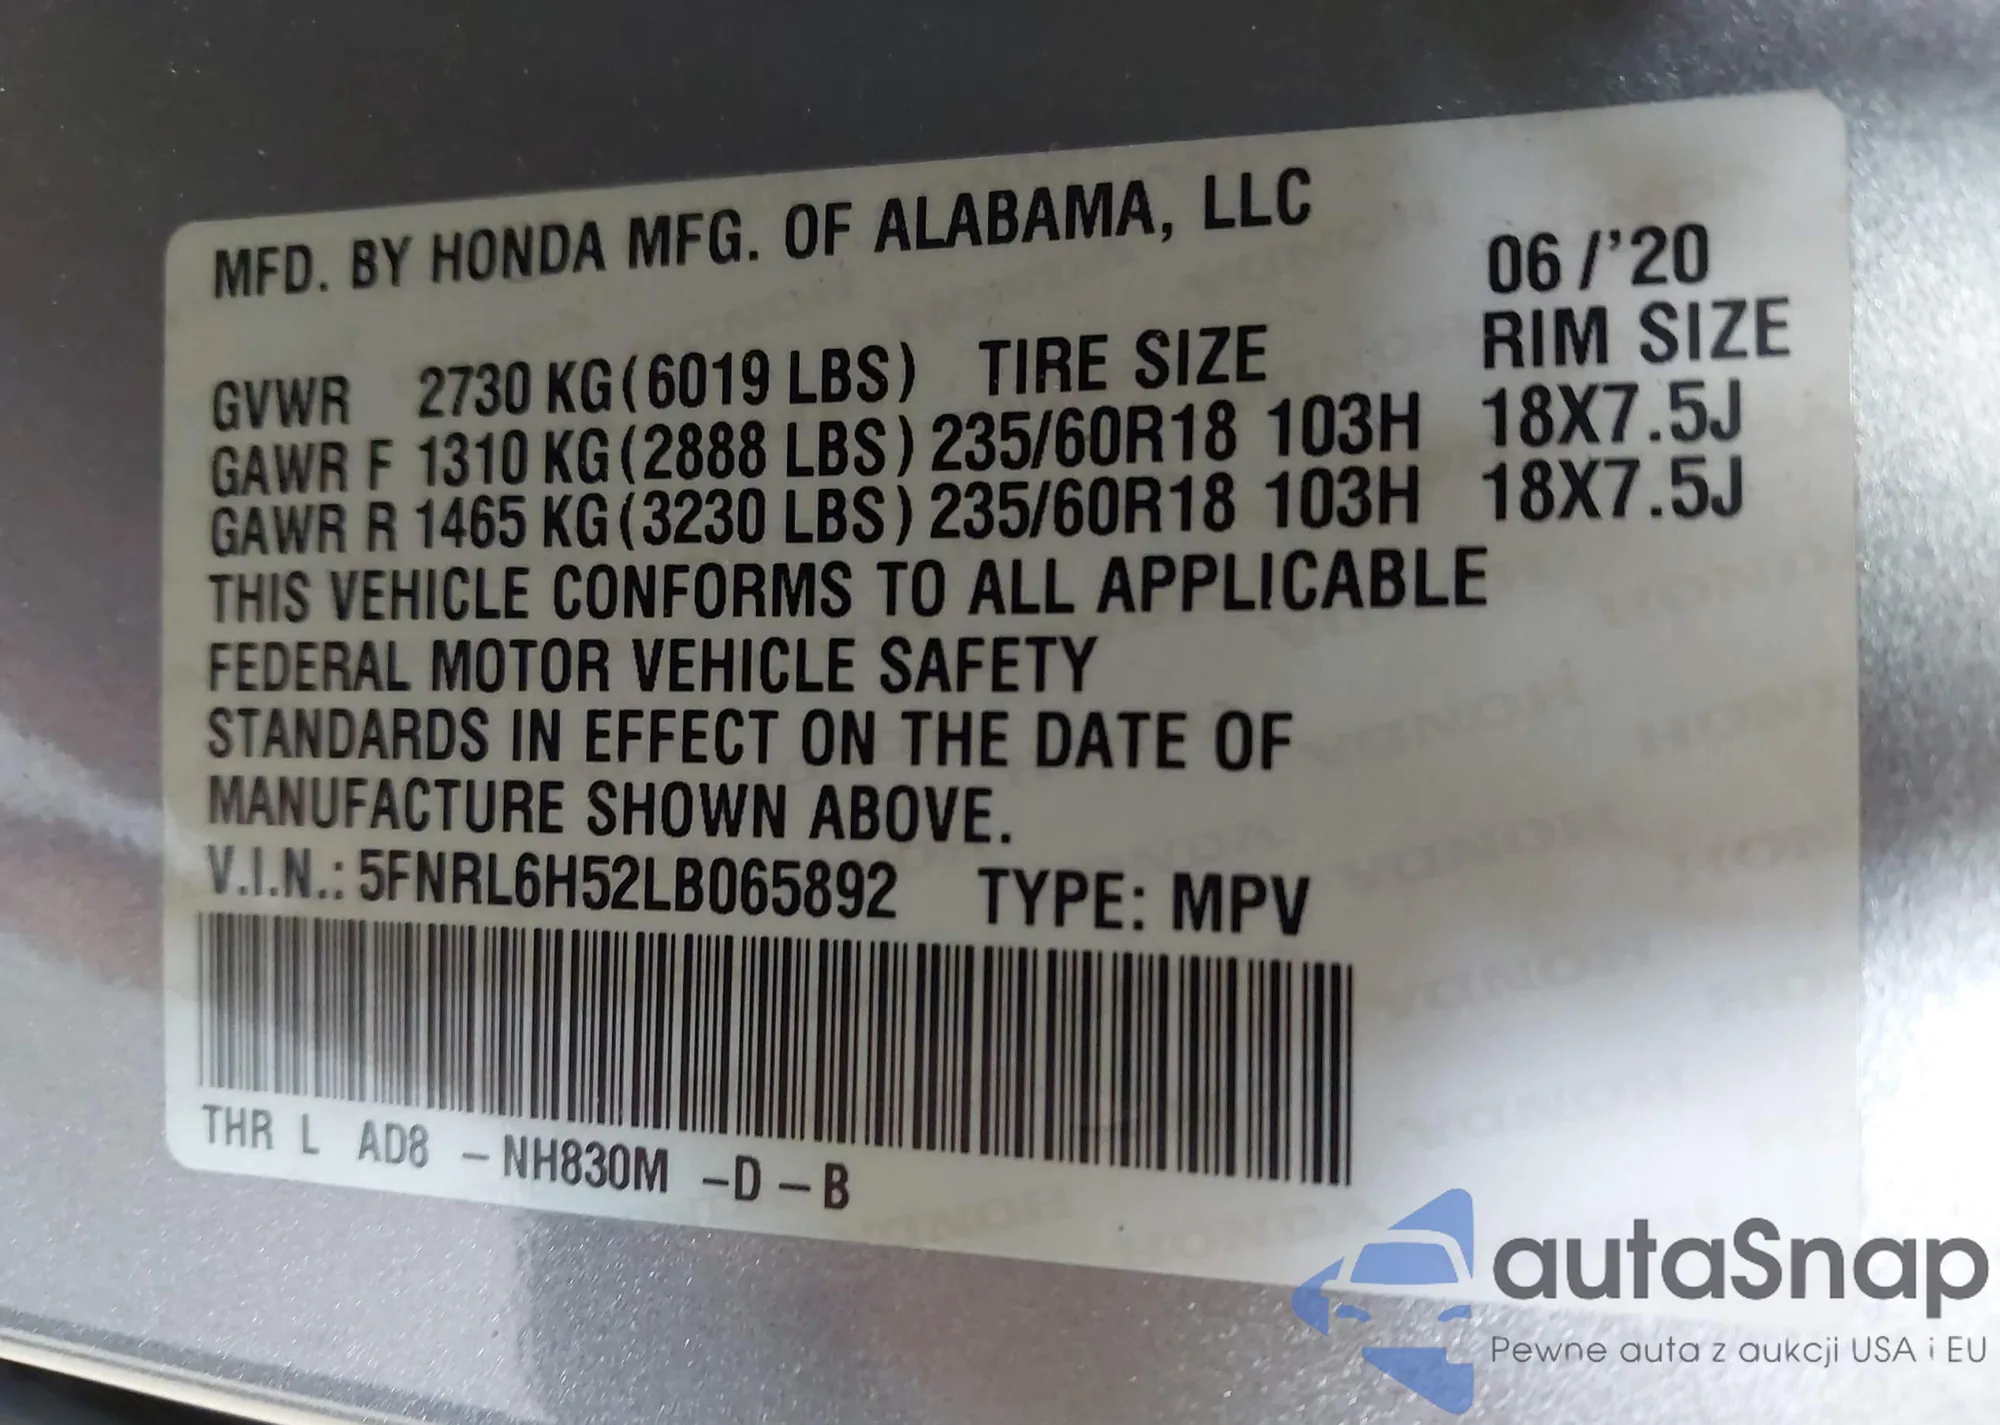 MFD. BY HONDA MFG. OF ALABAMA, LLC
06/'20
GVWR 2730 KG(6019 LBS) TIRE SIZE RIM SIZE
GAWR F 1310 KG(2888 LBS) 235/60R18 103H 18X7.5J
GAWR R 1465 KG(3230 LBS) 235/60R18 103H 18X7.5J
THIS VEHICLE CONFORMS TO ALL APPLICABLE
FEDERAL MOTOR VEHICLE SAFETY
STANDARDS IN EFFECT ON THE DATE OF
MANUFACTURE SHOWN ABOVE.
V.I.N.: 5FNRL6H52LB065892 TYPE: MPV
THR L AD8 -NH830M -D-B
autaSnap
Pewne auta z aukcji USA i EU